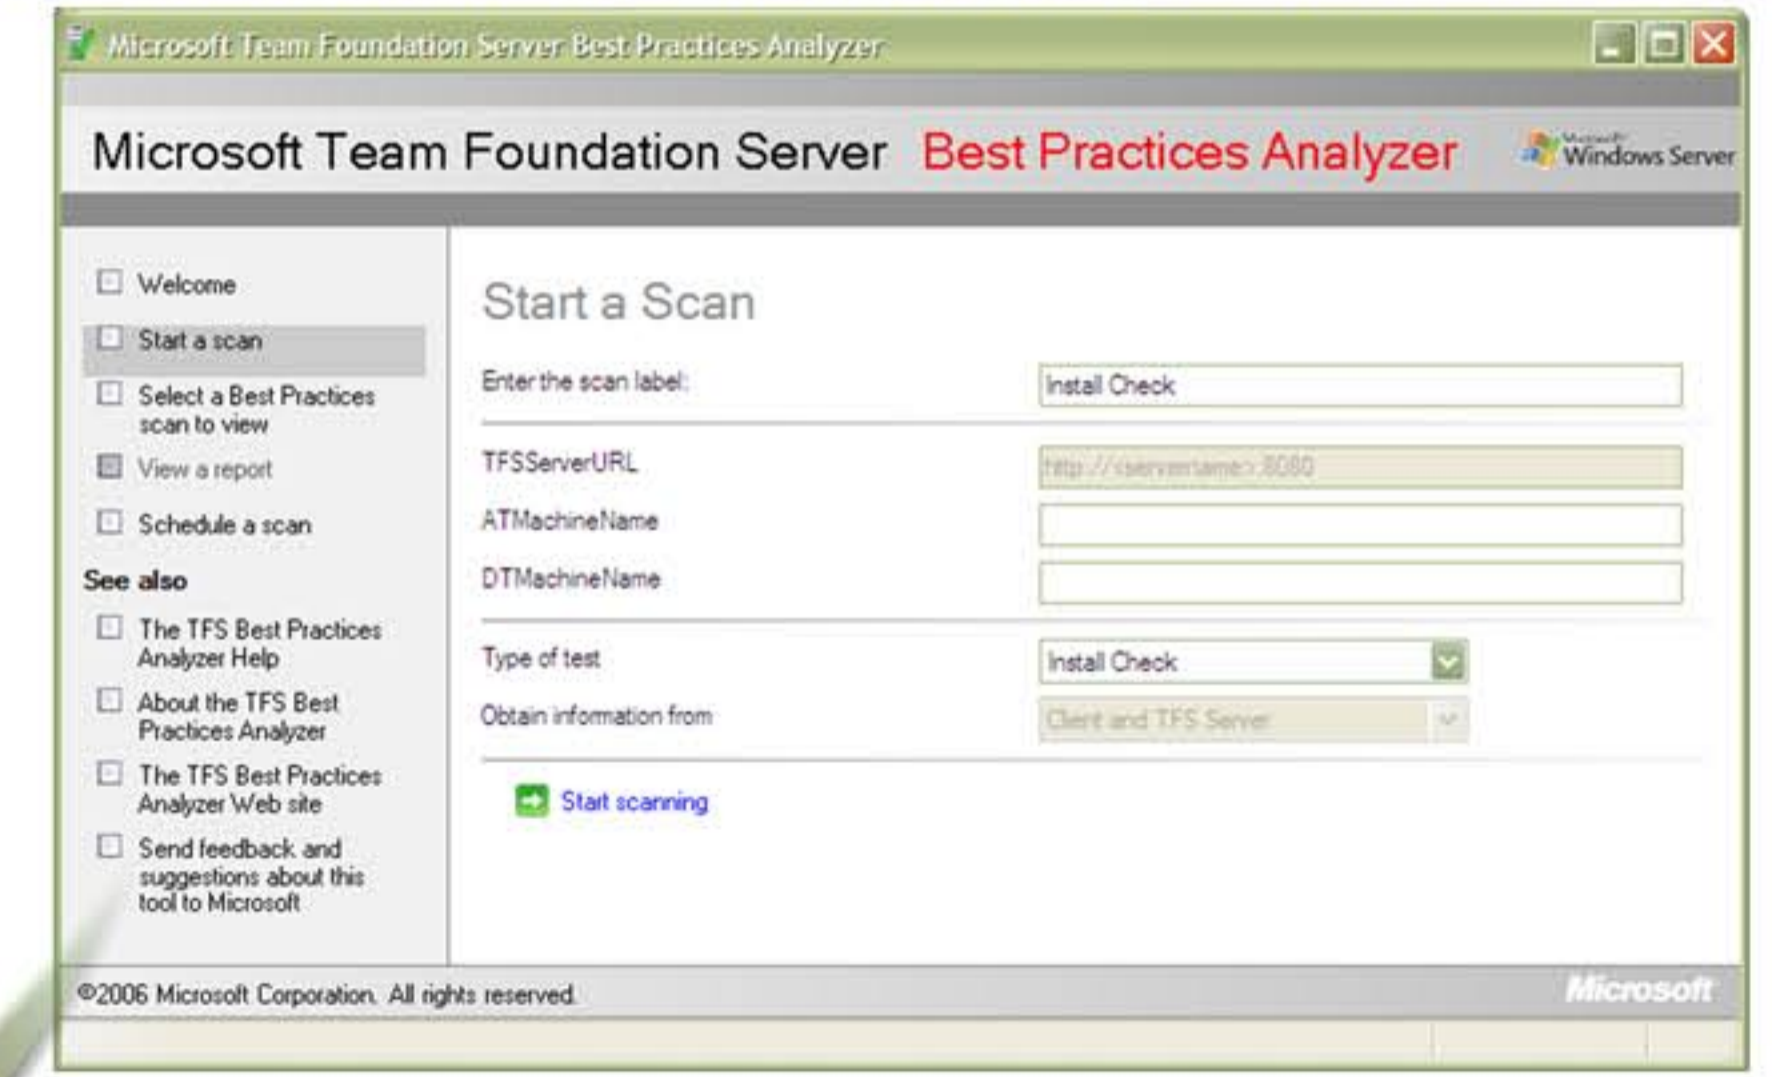 Microsoft Team Foundation Server Best Practices Analyzer
Microsoft Team Foundation Server Best Practices Analyzer
Microsoft
Windows Server
Welcome
Start a scan
Select a Best Practices
scan to view
View a report
Schedule a scan
See also
The TFS Best Practices
Analyzer Help
About the TFS Best
Practices Analyzer
The TFS Best Practices
Analyzer Web site
Send feedback and
suggestions about this
tool to Microsoft
Start a Scan
Enter the scan label: Install Check
TFSServerURL http://<servername>:8080
ATMachineName
DTMachineName
Type of test Install Check
Obtain information from Client and TFS Server
Start scanning
©2006 Microsoft Corporation. All rights reserved.
Microsoft